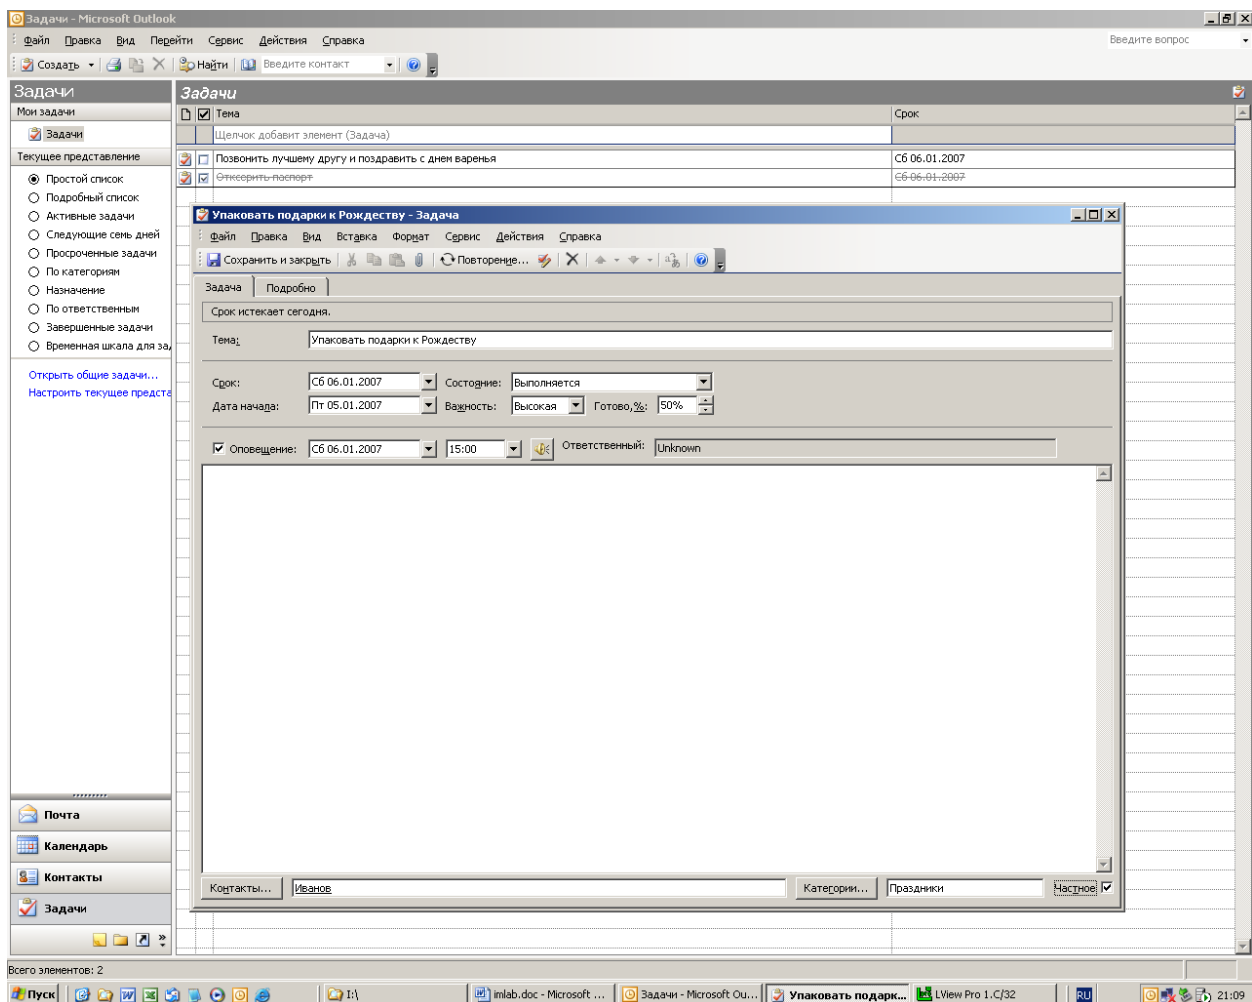 Задачи - Microsoft Outlook
Файл Правка Вид Перейти Сервис Действия Справка Введите вопрос
Создать Найти Введите контакт
Задачи
Мои задачи
Задачи
Текущее представление
Простой список
Подробный список
Активные задачи
Следующие семь дней
Просроченные задачи
По категориям
Назначение
По ответственным
Завершенные задачи
Временная шкала для за
Открыть общие задачи...
Настроить текущее предста
Задачи
Тема Срок
Щелчок добавит элемент (Задача)
Позвонить лучшему другу и поздравить с днем варенья Сб 06.01.2007
Откссрить паспорт Сб 06.01.2007
Упаковать подарки к Рождеству - Задача
Файл Правка Вид Вставка Формат Сервис Действия Справка
Сохранить и закрыть Повторение...
Задача Подробно
Срок истекает сегодня.
Тема: Упаковать подарки к Рождеству
Срок: Сб 06.01.2007 Состояние: Выполняется
Дата начала: Пт 05.01.2007 Важность: Высокая Готово,%: 50%
Оповещение: Сб 06.01.2007 15:00 Ответственный: Unknown
Контакты... Иванов Категории... Праздники Частное
Почта
Календарь
Контакты
Задачи
Всего элементов: 2
Пуск I:\ imlab.doc - Microsoft ... Задачи - Microsoft Ou... Упаковать подарк... LView Pro 1.C/32 RU 21:09